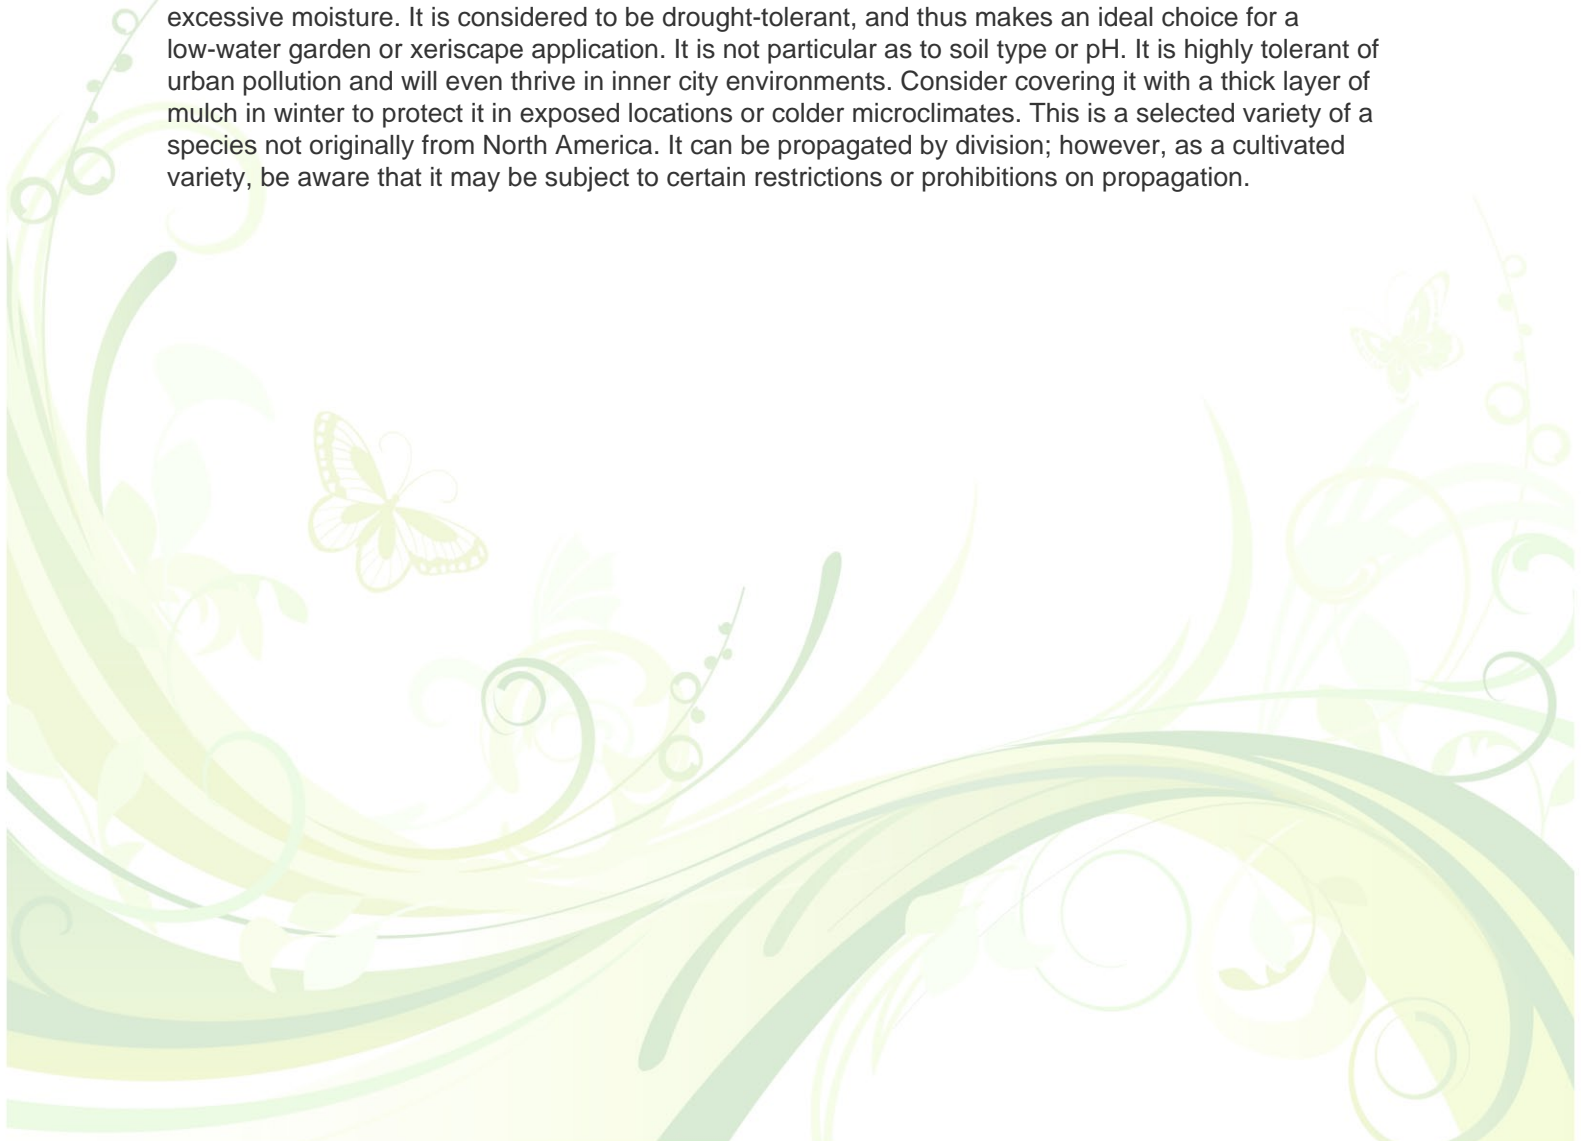 excessive moisture. It is considered to be drought-tolerant, and thus makes an ideal choice for a
low-water garden or xeriscape application. It is not particular as to soil type or pH. It is highly tolerant of
urban pollution and will even thrive in inner city environments. Consider covering it with a thick layer of
mulch in winter to protect it in exposed locations or colder microclimates. This is a selected variety of a
species not originally from North America. It can be propagated by division; however, as a cultivated
variety, be aware that it may be subject to certain restrictions or prohibitions on propagation.